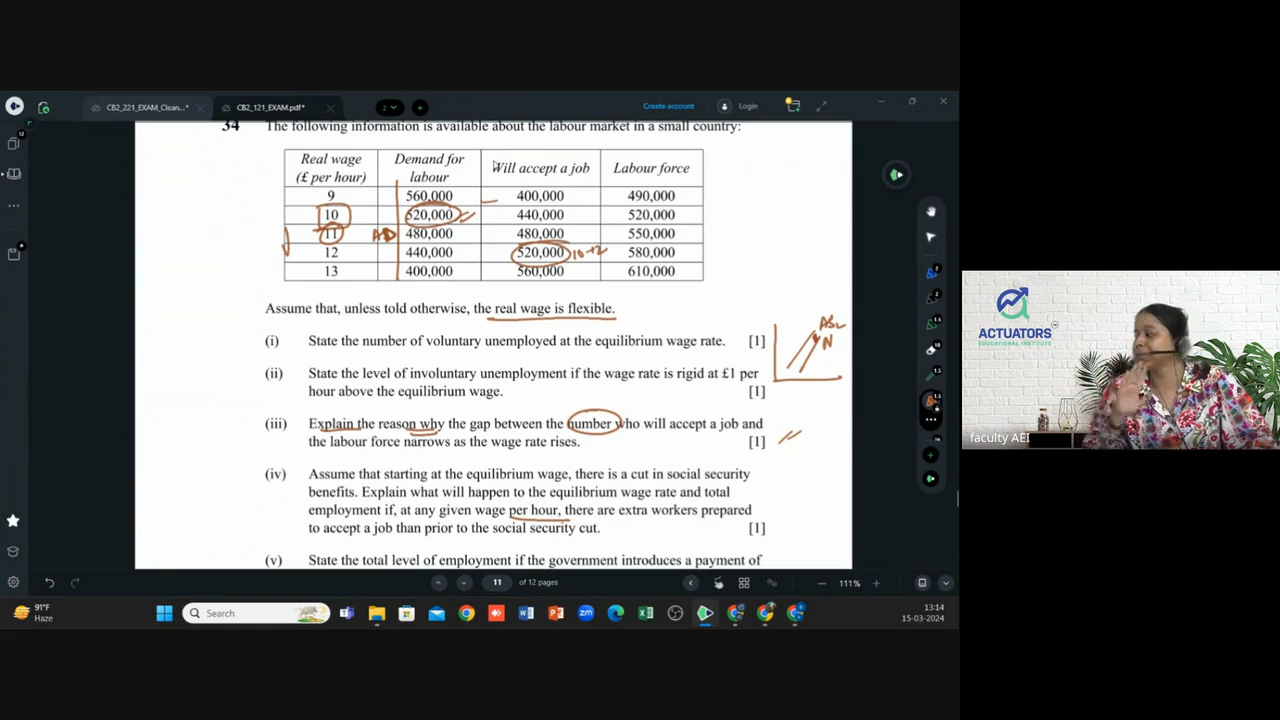 CB2_221_EXAM_Clean...*
CB2_121_EXAM.pdf*
2
Create account
Login
34 The following information is available about the labour market in a small country:
Real wage (£ per hour) Demand for labour Will accept a job Labour force
9 560,000 400,000 490,000
10 520,000 440,000 520,000
11 AD 480,000 480,000 550,000
12 440,000 520,000 10-12 580,000
13 400,000 560,000 610,000
Assume that, unless told otherwise, the real wage is flexible.
(i) State the number of voluntary unemployed at the equilibrium wage rate. [1]
(ii) State the level of involuntary unemployment if the wage rate is rigid at £1 per
hour above the equilibrium wage. [1]
(iii) Explain the reason why the gap between the number who will accept a job and
the labour force narrows as the wage rate rises. [1]
(iv) Assume that starting at the equilibrium wage, there is a cut in social security
benefits. Explain what will happen to the equilibrium wage rate and total
employment if, at any given wage per hour, there are extra workers prepared
to accept a job than prior to the social security cut. [1]
(v) State the total level of employment if the government introduces a payment of
N
ACTUATORS
EDUCATIONAL INSTITUTE
TM
faculty AEI
11 of 12 pages
111%
91°F
Haze
Search
13:14
15-03-2024